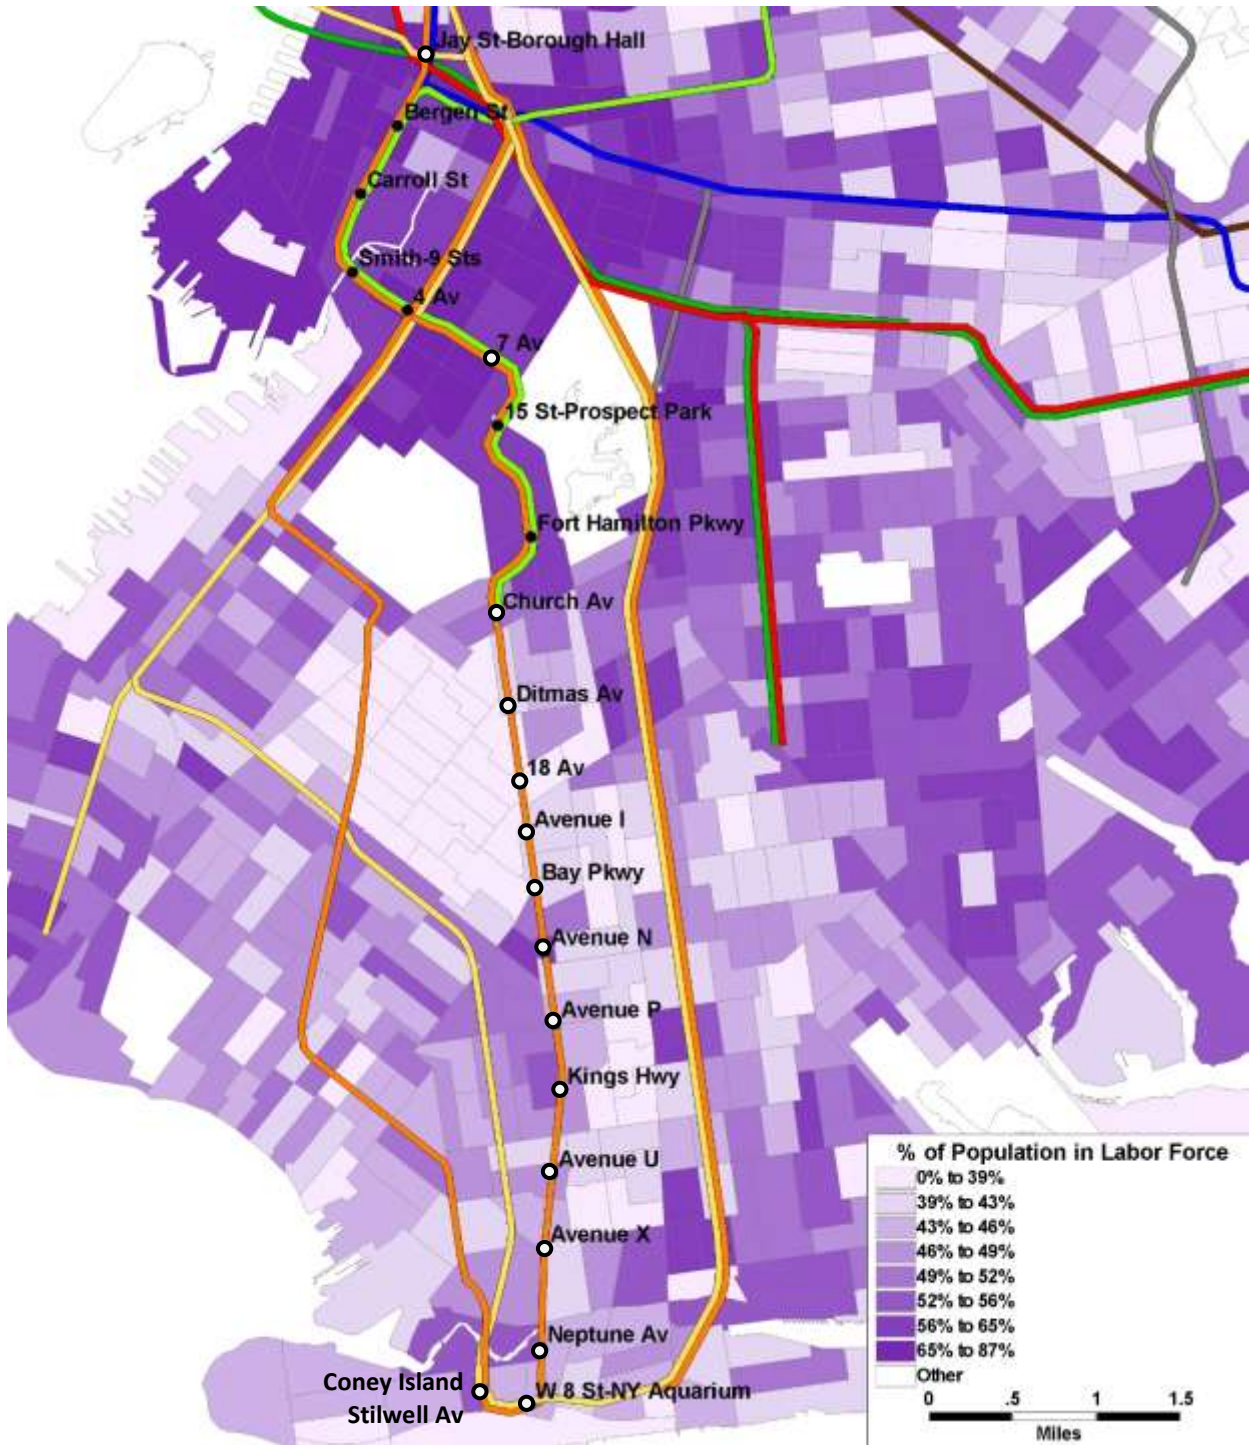 Jay St-Borough Hall
Bergen St
Carroll St
Smith-9 Sts
4 Av
7 Av
15 St-Prospect Park
Fort Hamilton Pkwy
Church Av
Ditmas Av
18 Av
Avenue I
Bay Pkwy
Avenue N
Avenue P
Kings Hwy
Avenue U
Avenue X
Neptune Av
Coney Island
Stilwell Av
W 8 St-NY Aquarium
% of Population in Labor Force
0% to 39%
39% to 43%
43% to 46%
46% to 49%
49% to 52%
52% to 56%
56% to 65%
65% to 87%
Other
0 .5 1 1.5
Miles